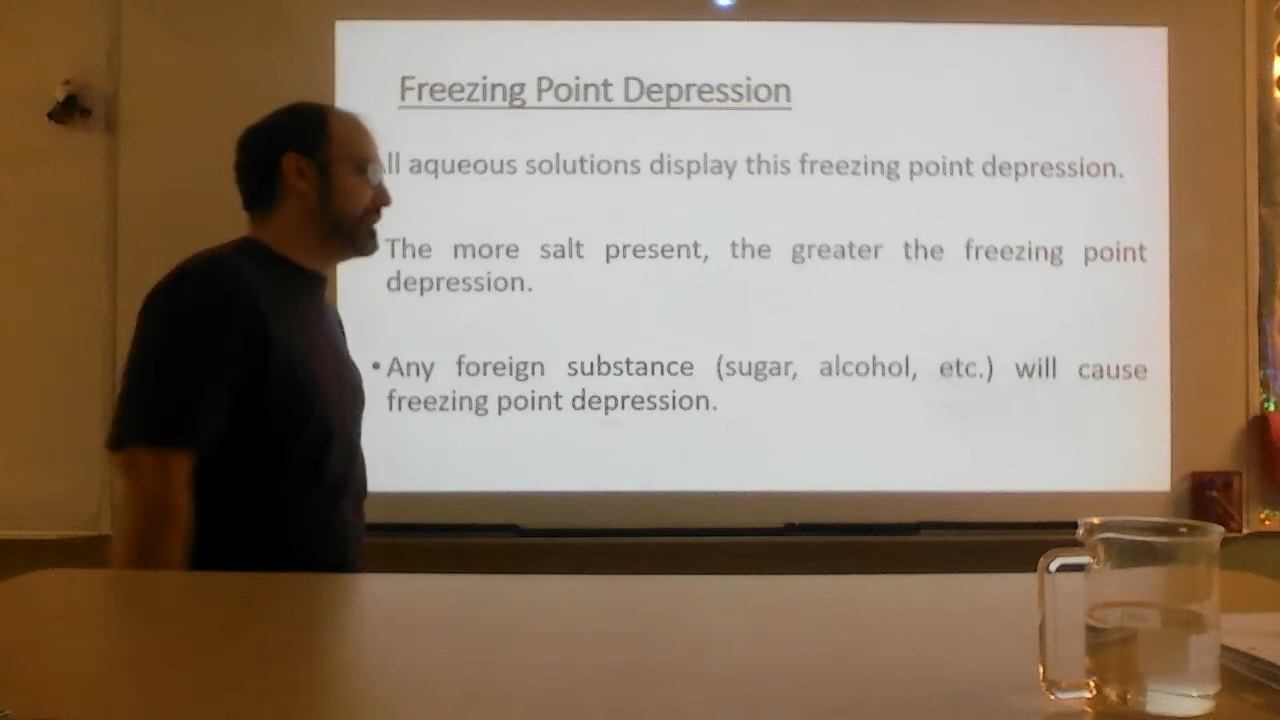 Freezing Point Depression
All aqueous solutions display this freezing point depression.
The more salt present, the greater the freezing point
depression.
• Any foreign substance (sugar, alcohol, etc.) will cause
freezing point depression.